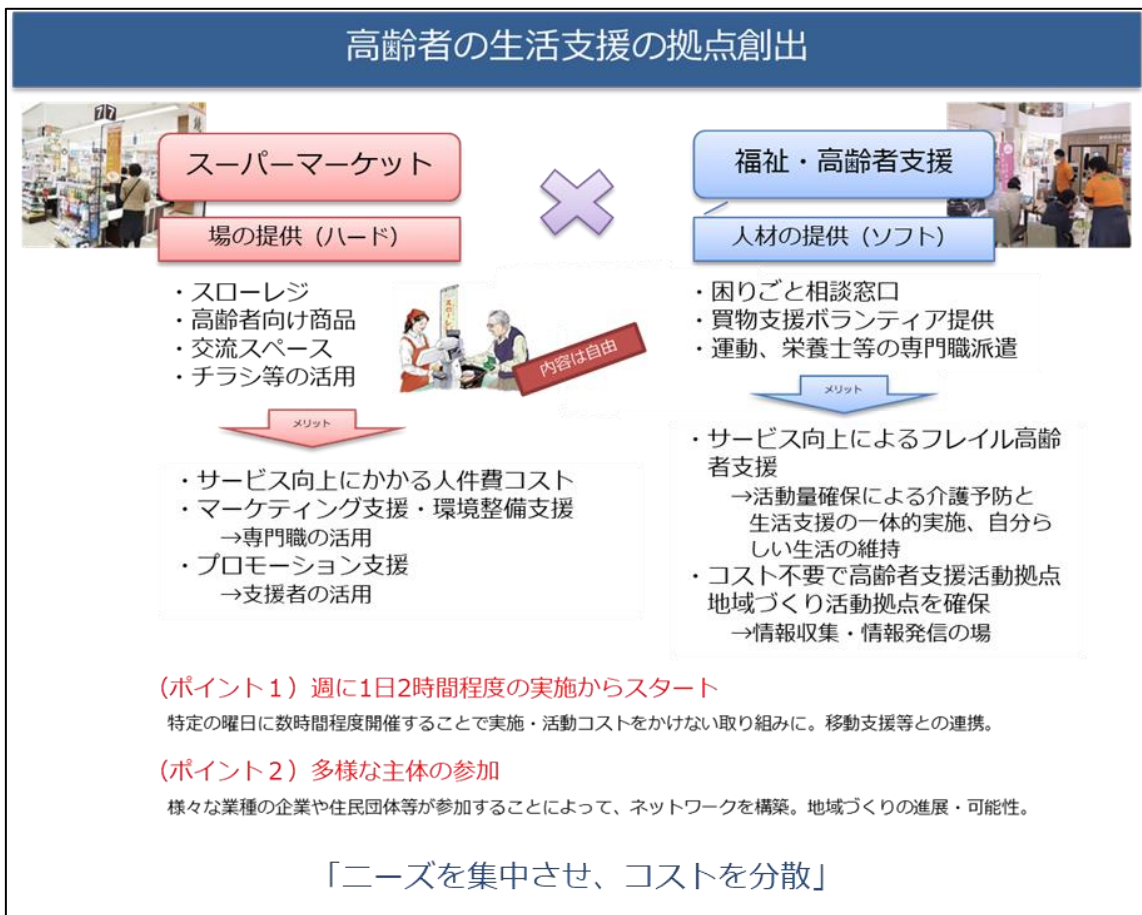 高齢者の生活支援の拠点創出
77
スーパーマーケット
場の提供（ハード）
・スローレジ
・高齢者向け商品
・交流スペース
・チラシ等の活用
メリット
・サービス向上にかかる人件費コスト
・マーケティング支援・環境整備支援
→専門職の活用
・プロモーション支援
→支援者の活用
内容は自由
福祉・高齢者支援
人材の提供（ソフト）
・困りごと相談窓口
・買物支援ボランティア提供
・運動、栄養士等の専門職派遣
メリット
・サービス向上によるフレイル高齢
者支援
→活動量確保による介護予防と
生活支援の一体的実施、自分ら
しい生活の維持
・コスト不要で高齢者支援活動拠点
地域づくり活動拠点を確保
→情報収集・情報発信の場
（ポイント１）週に1日2時間程度の実施からスタート
特定の曜日に数時間程度開催することで実施・活動コストをかけない取り組みに。移動支援等との連携。
（ポイント２）多様な主体の参加
様々な業種の企業や住民団体等が参加することによって、ネットワークを構築。地域づくりの進展・可能性。
「ニーズを集中させ、コストを分散」